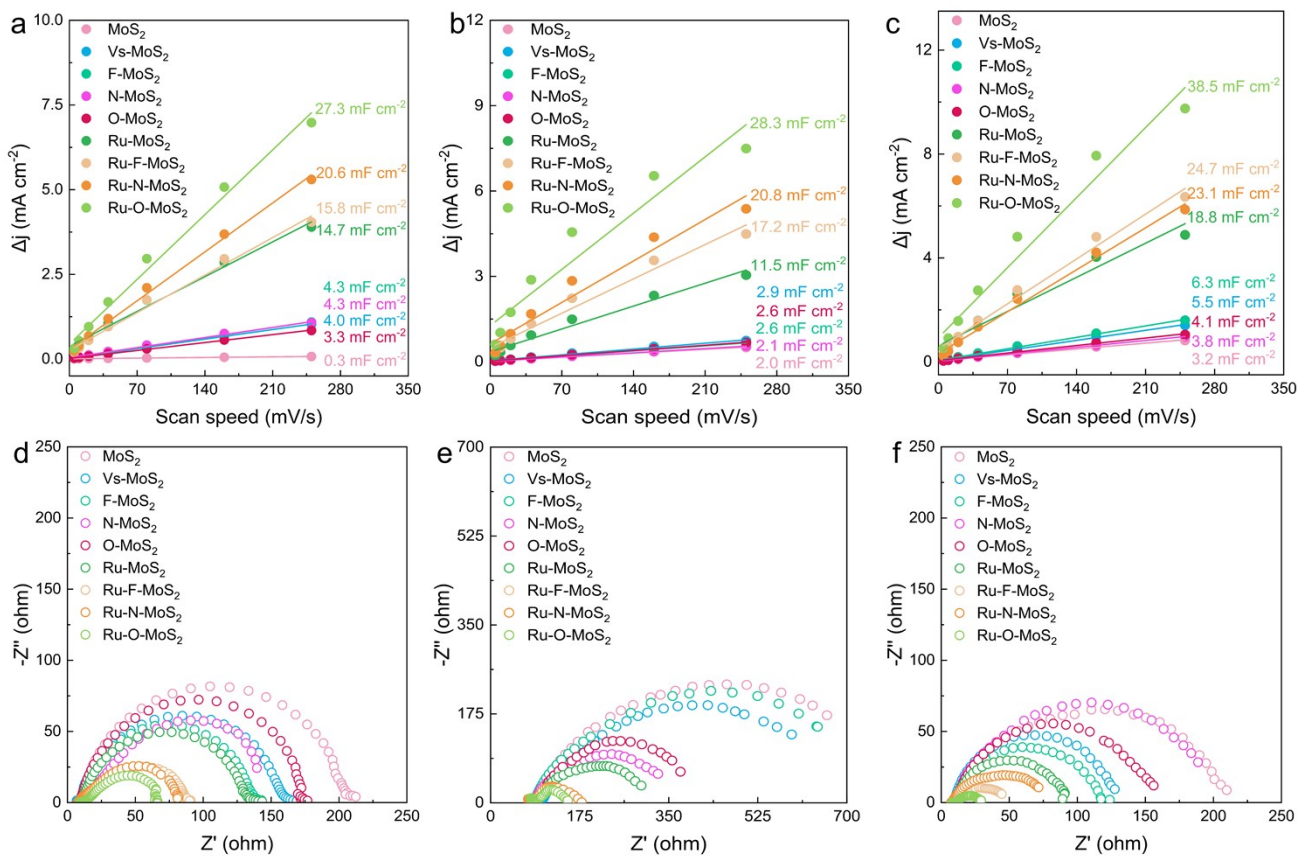 a
Δj (mA cm⁻²)
10.0
7.5
5.0
2.5
0.0
MoS₂
Vs-MoS₂
F-MoS₂
N-MoS₂
O-MoS₂
Ru-MoS₂
Ru-F-MoS₂
Ru-N-MoS₂
Ru-O-MoS₂
27.3 mF cm⁻²
20.6 mF cm⁻²
15.8 mF cm⁻²
14.7 mF cm⁻²
4.3 mF cm⁻²
4.3 mF cm⁻²
4.0 mF cm⁻²
3.3 mF cm⁻²
0.3 mF cm⁻²
0 70 140 210 280 350
Scan speed (mV/s)
b
Δj (mA cm⁻²)
12
9
6
3
0
MoS₂
Vs-MoS₂
F-MoS₂
N-MoS₂
O-MoS₂
Ru-MoS₂
Ru-F-MoS₂
Ru-N-MoS₂
Ru-O-MoS₂
28.3 mF cm⁻²
20.8 mF cm⁻²
17.2 mF cm⁻²
11.5 mF cm⁻²
2.9 mF cm⁻²
2.6 mF cm⁻²
2.6 mF cm⁻²
2.1 mF cm⁻²
2.0 mF cm⁻²
0 70 140 210 280 350
Scan speed (mV/s)
c
Δj (mA cm⁻²)
12
8
4
0
MoS₂
Vs-MoS₂
F-MoS₂
N-MoS₂
O-MoS₂
Ru-MoS₂
Ru-F-MoS₂
Ru-N-MoS₂
Ru-O-MoS₂
38.5 mF cm⁻²
24.7 mF cm⁻²
23.1 mF cm⁻²
18.8 mF cm⁻²
6.3 mF cm⁻²
5.5 mF cm⁻²
4.1 mF cm⁻²
3.8 mF cm⁻²
3.2 mF cm⁻²
0 70 140 210 280 350
Scan speed (mV/s)
d
-Z'' (ohm)
250
200
150
100
50
0
MoS₂
Vs-MoS₂
F-MoS₂
N-MoS₂
O-MoS₂
Ru-MoS₂
Ru-F-MoS₂
Ru-N-MoS₂
Ru-O-MoS₂
0 50 100 150 200 250
Z' (ohm)
e
-Z'' (ohm)
700
525
350
175
0
MoS₂
Vs-MoS₂
F-MoS₂
N-MoS₂
O-MoS₂
Ru-MoS₂
Ru-F-MoS₂
Ru-N-MoS₂
Ru-O-MoS₂
0 175 350 525 700
Z' (ohm)
f
-Z'' (ohm)
250
200
150
100
50
0
MoS₂
Vs-MoS₂
F-MoS₂
N-MoS₂
O-MoS₂
Ru-MoS₂
Ru-F-MoS₂
Ru-N-MoS₂
Ru-O-MoS₂
0 50 100 150 200 250
Z' (ohm)